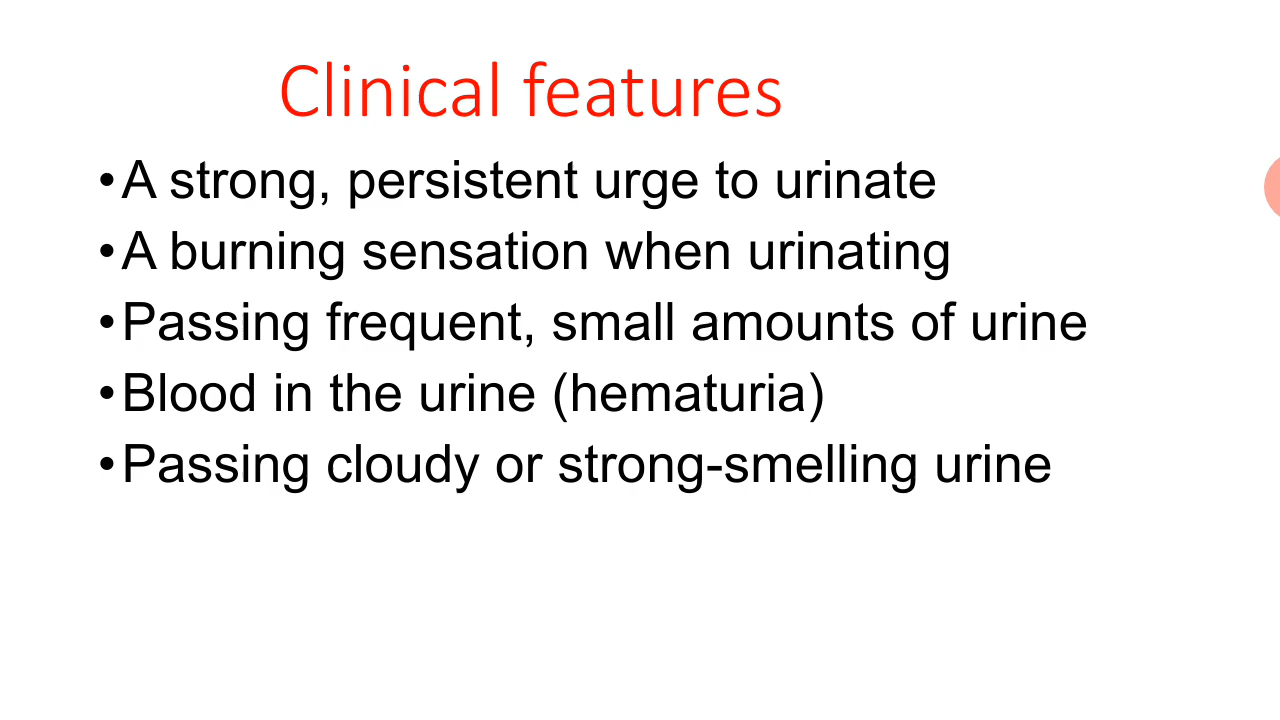 Clinical features
•A strong, persistent urge to urinate
•A burning sensation when urinating
•Passing frequent, small amounts of urine
•Blood in the urine (hematuria)
•Passing cloudy or strong-smelling urine